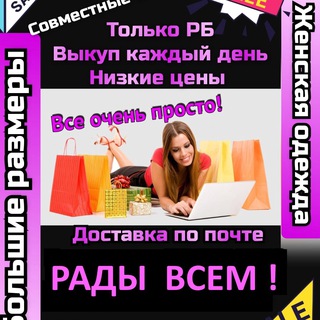 Совместные
Только РБ
Выкуп каждый день
Низкие цены
Все очень просто!
Большие размеры
Женская одежда
Доставка по почте
РАДЫ ВСЕМ !